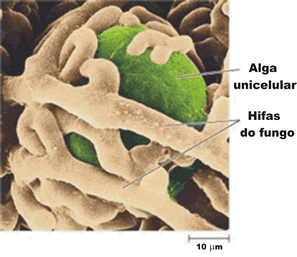 Alga
unicelular
Hifas
do fungo
10 µm